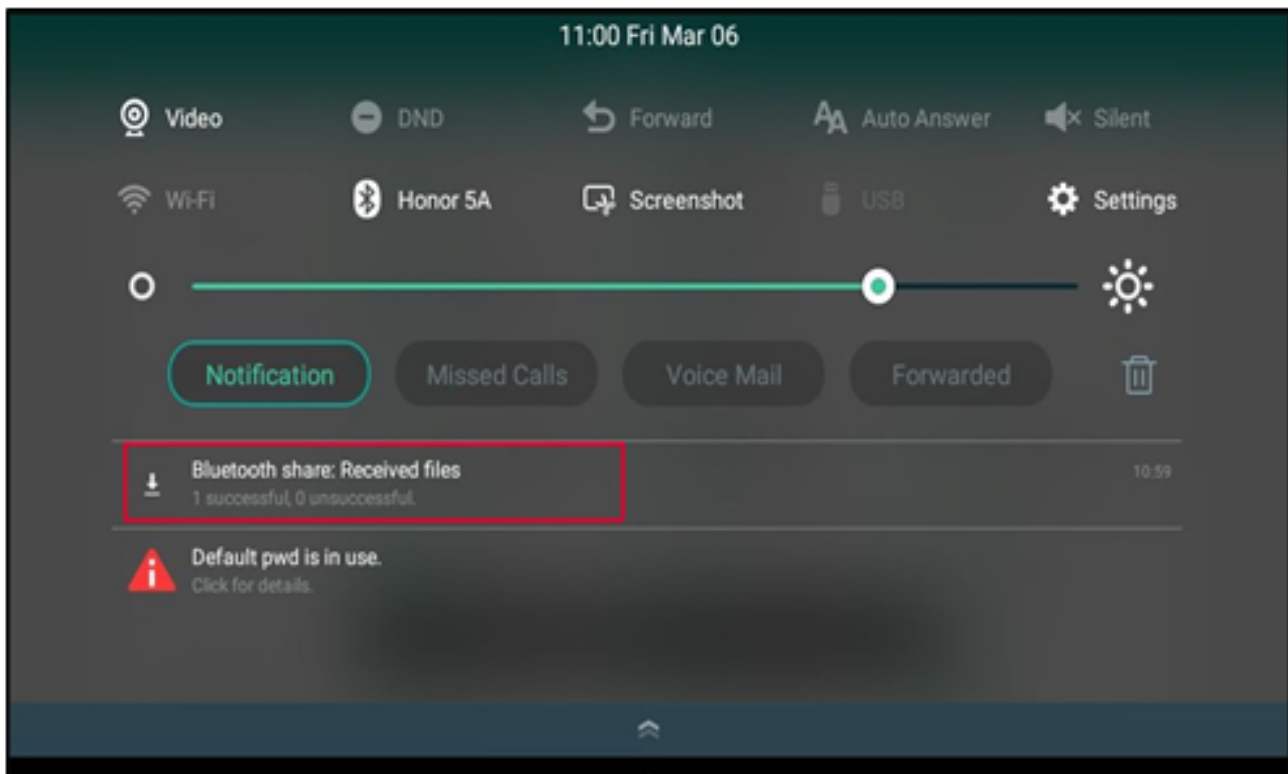 11:00 Fri Mar 06
Video DND Forward AA Auto Answer Silent
Wi-Fi Honor 5A Screenshot USB Settings
Notification Missed Calls Voice Mail Forwarded
Bluetooth share: Received files 10:59
1 successful, 0 unsuccessful.
Default pwd is in use.
Click for details.